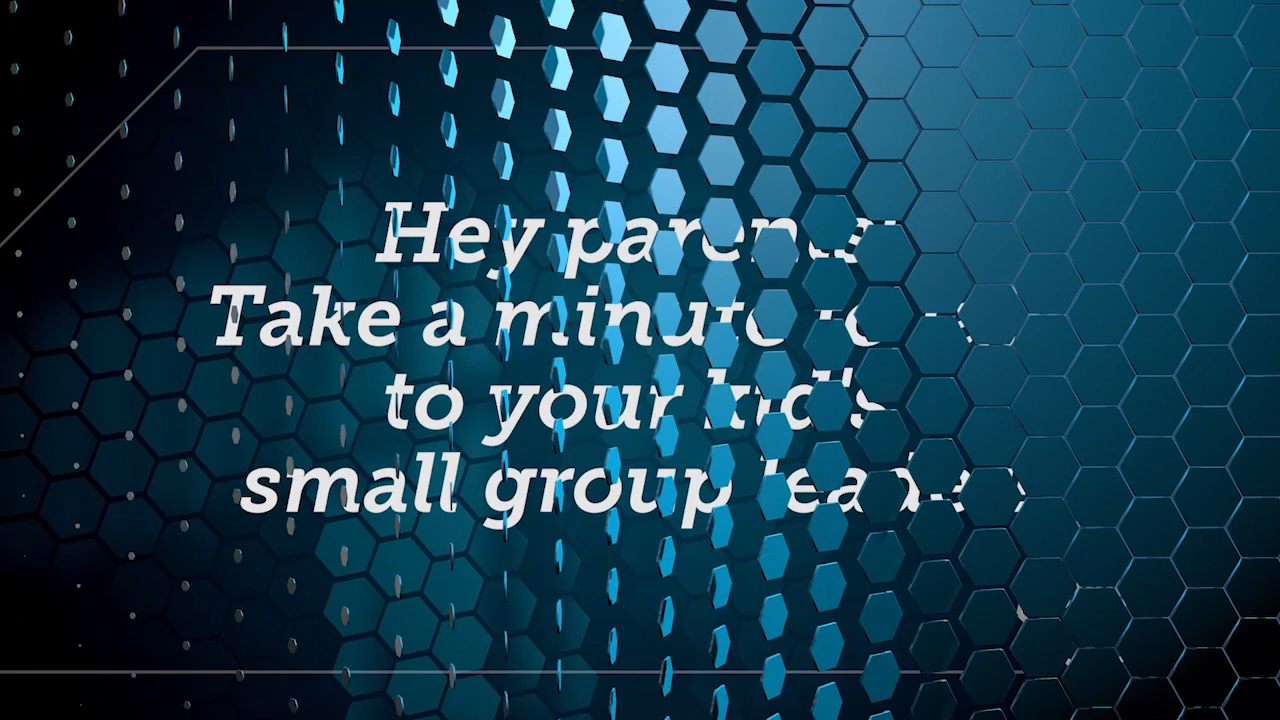 Hey parents
Take a minute
to your kid's
small group leader